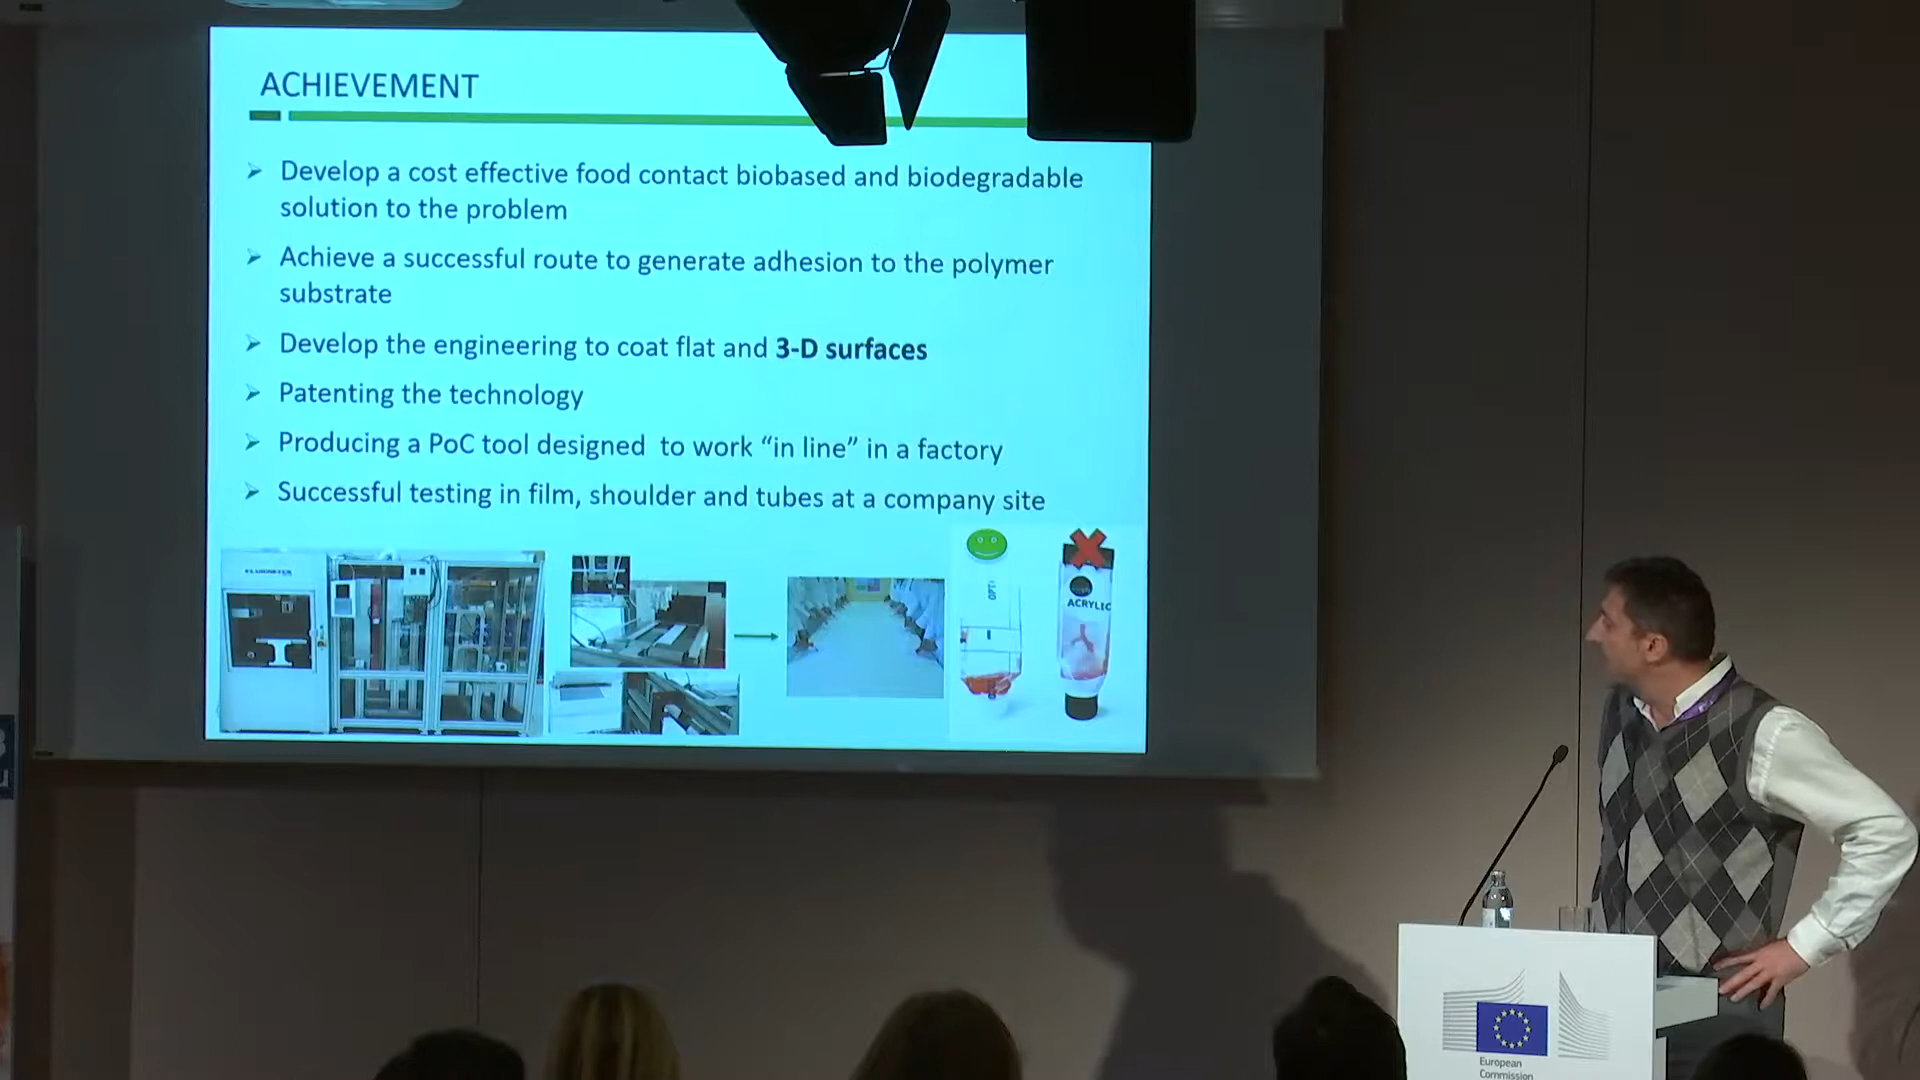 ACHIEVEMENT
Develop a cost effective food contact biobased and biodegradable
solution to the problem
Achieve a successful route to generate adhesion to the polymer
substrate
Develop the engineering to coat flat and 3-D surfaces
Patenting the technology
Producing a PoC tool designed to work “in line” in a factory
Successful testing in film, shoulder and tubes at a company site
ACRYLIC
European
Commission